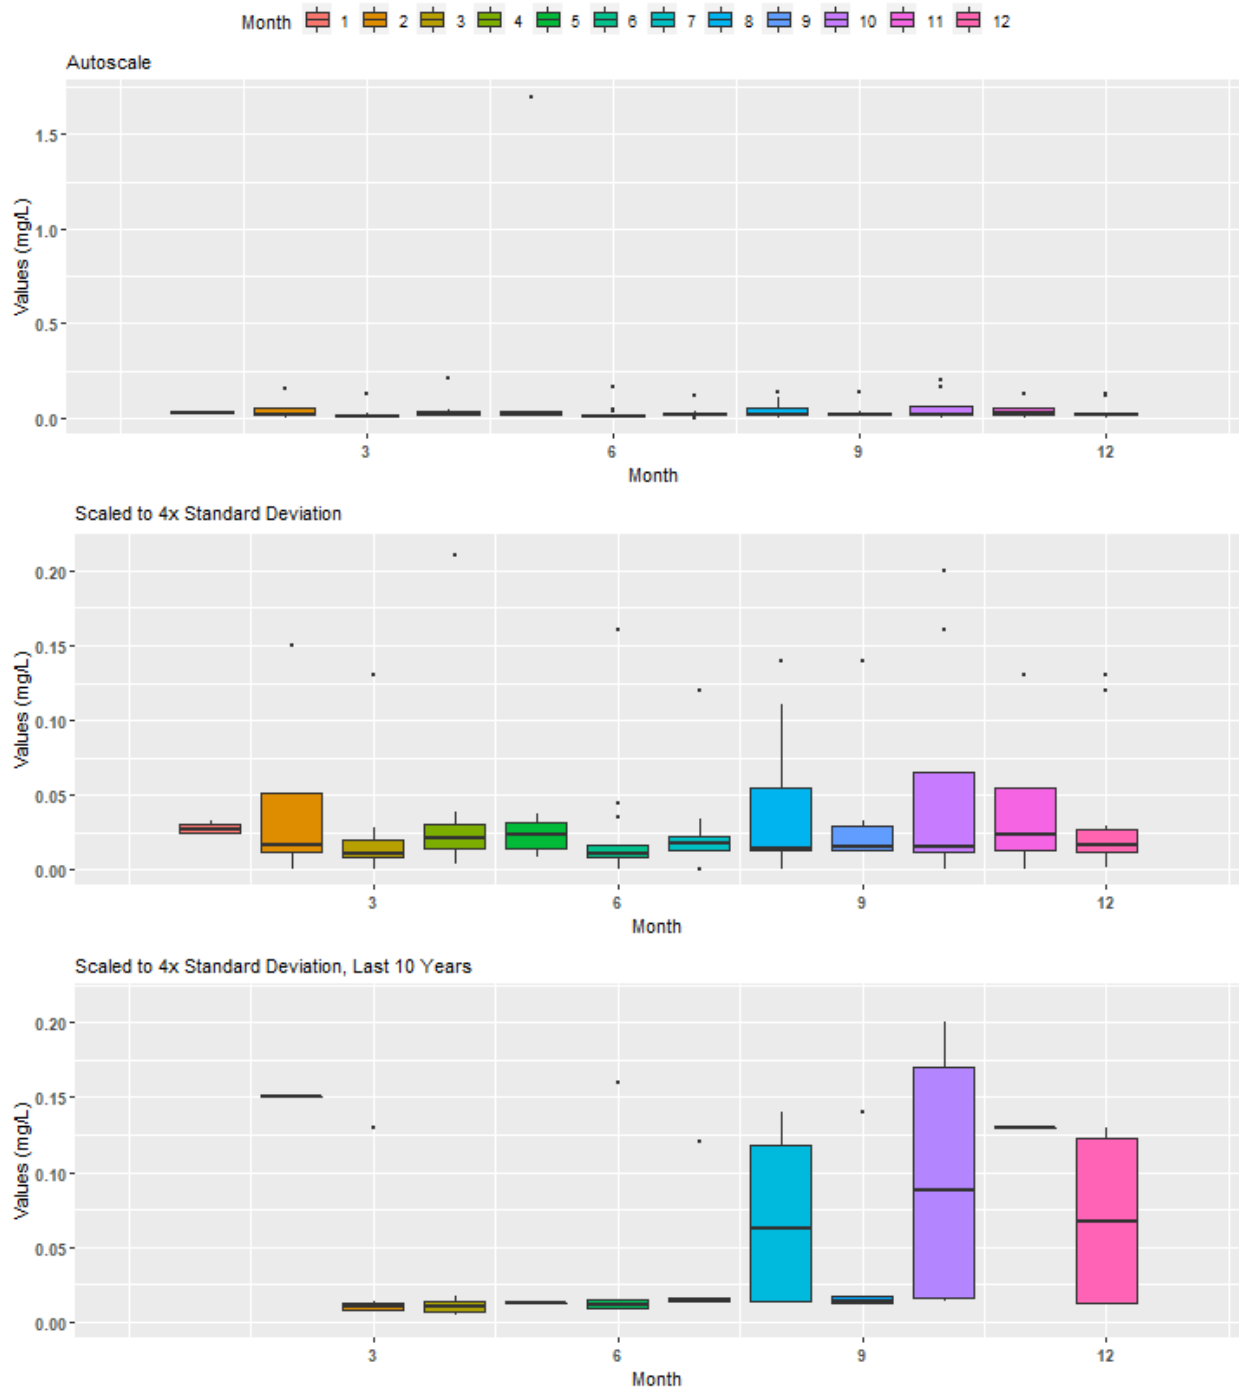 Month 1 2 3 4 5 6 7 8 9 10 11 12
Autoscale
Values (mg/L)
1.5
1.0
0.5
0.0
3 6 9 12
Month
Scaled to 4x Standard Deviation
Values (mg/L)
0.20
0.15
0.10
0.05
0.00
3 6 9 12
Month
Scaled to 4x Standard Deviation, Last 10 Years
Values (mg/L)
0.20
0.15
0.10
0.05
0.00
3 6 9 12
Month